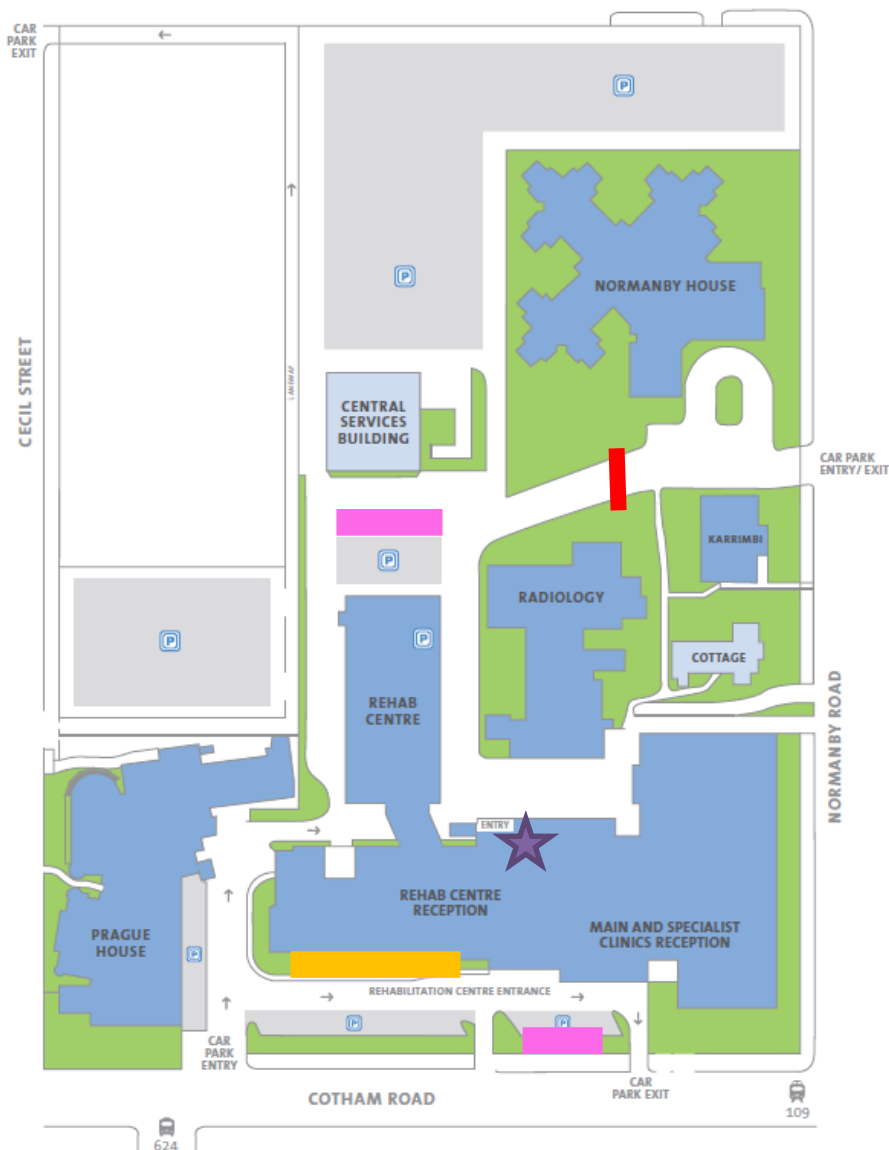 CAR
PARK
EXIT
P
NORMANBY HOUSE
P
CECIL STREET
CENTRAL
SERVICES
BUILDING
CAR PARK
ENTRY/ EXIT
KARRIMBI
P
RADIOLOGY
P
P
COTTAGE
REHAB
CENTRE
NORMANBY ROAD
ENTRY
REHAB CENTRE
RECEPTION
MAIN AND SPECIALIST
CLINICS RECEPTION
PRAGUE
HOUSE
P
REHABILITATION CENTRE ENTRANCE
P
P
CAR
PARK
ENTRY
CAR
PARK EXIT
COTHAM ROAD
109
624